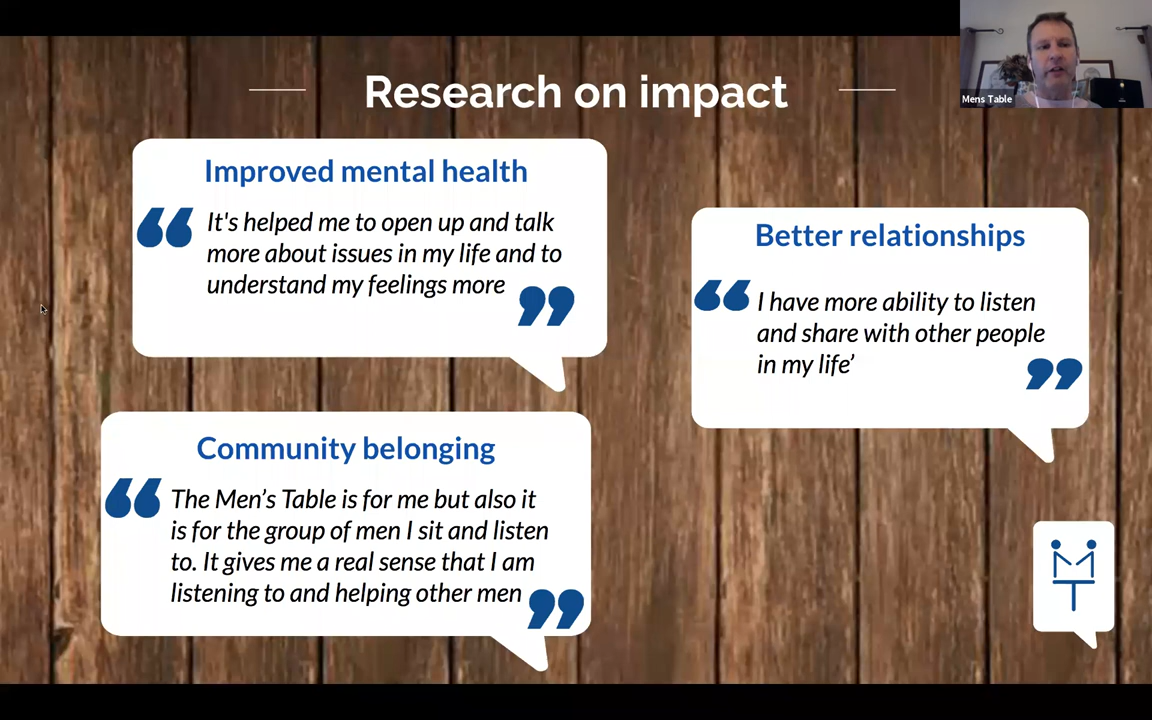 Research on impact
Mens Table
Improved mental health
“ It's helped me to open up and talk
more about issues in my life and to
understand my feelings more ”
Better relationships
“ I have more ability to listen
and share with other people
in my life’ ”
Community belonging
“ The Men’s Table is for me but also it
is for the group of men I sit and listen
to. It gives me a real sense that I am
listening to and helping other men ”